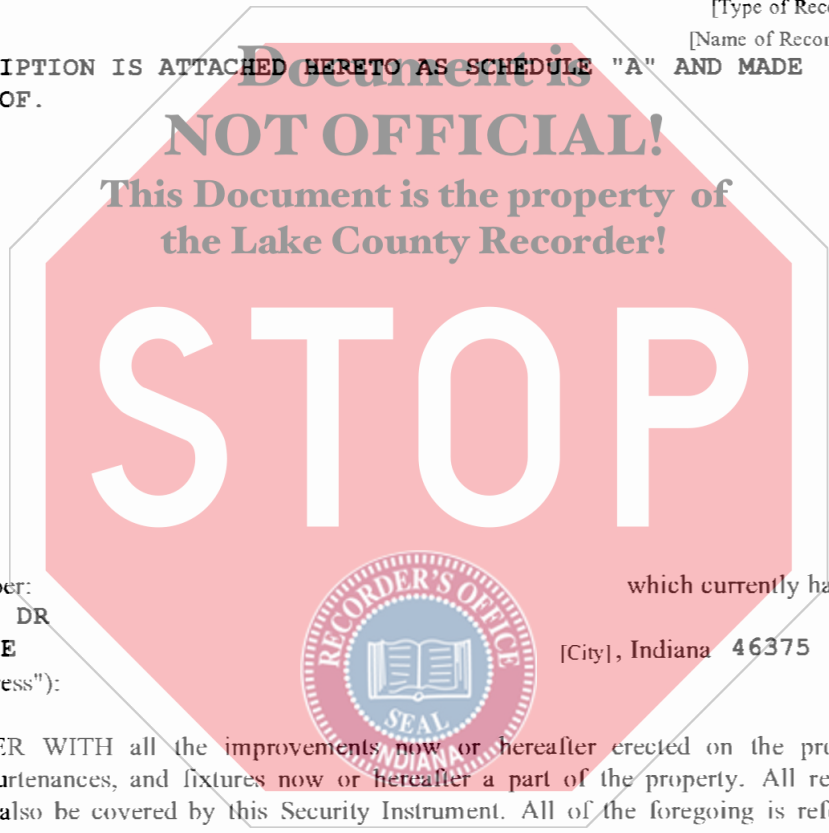 [Type of Reco
[Name of Recor
IPTION IS ATTACHED HERETO AS SCHEDULE "A" AND MADE
OF.
Document is
NOT OFFICIAL!
This Document is the property of
the Lake County Recorder!
STOP
er:
which currently ha
DR
E
[City], Indiana 46375
ess"):
RECORDER'S OFFICE
SEAL
INDIANA
ER WITH all the improvements now or hereafter erected on the pro
urtenances, and fixtures now or hereafter a part of the property. All re
also be covered by this Security Instrument. All of the foregoing is ref